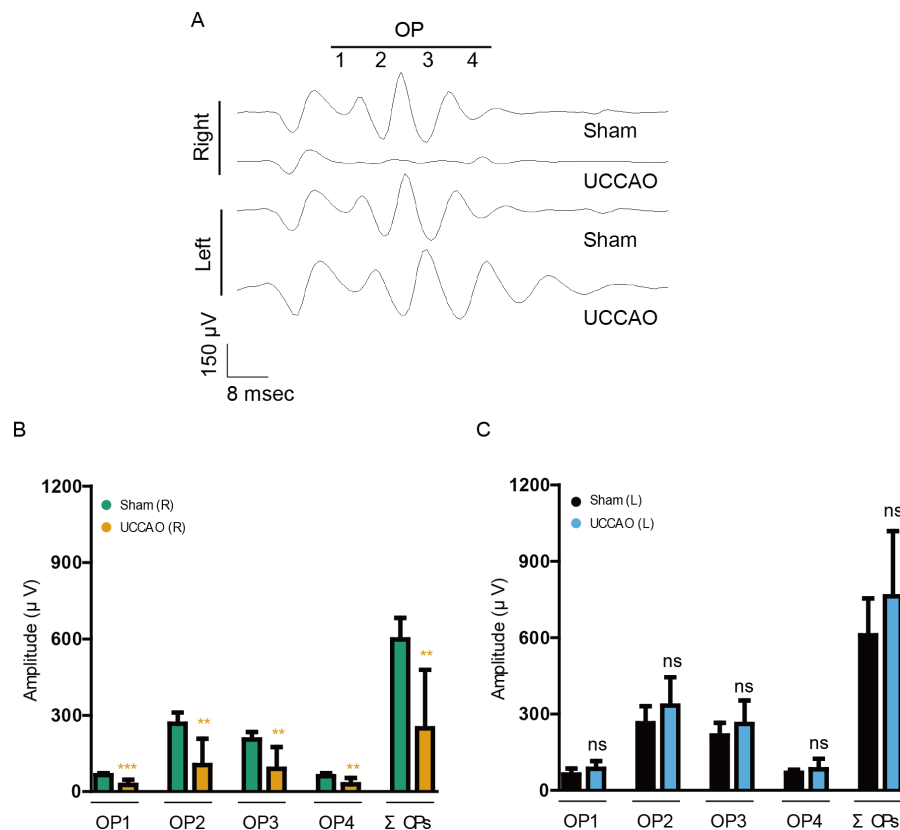 A
OP
1 2 3 4
Right
Sham
UCCAO
Left
Sham
UCCAO
150 µV
8 msec
B
Amplitude (µ V)
1200
900
600
300
0
Sham (R)
UCCAO (R)
***
**
**
**
**
OP1 OP2 OP3 OP4 Σ OPs
C
Amplitude (µ V)
1200
900
600
300
0
Sham (L)
UCCAO (L)
ns
ns
ns
ns
ns
OP1 OP2 OP3 OP4 Σ OPs